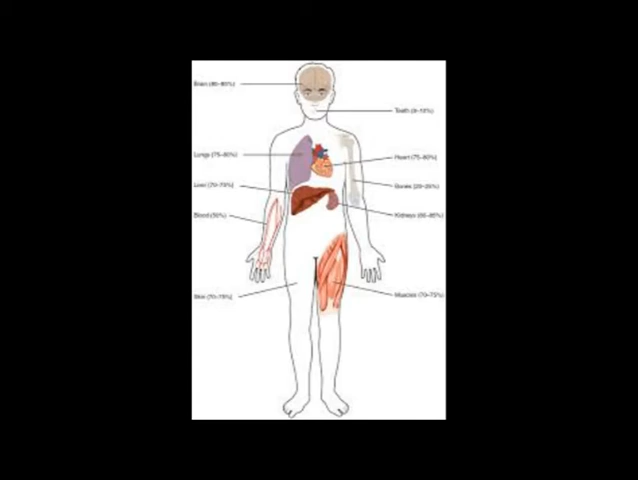 Brain (80–85%)
Teeth (8–10%)
Lungs (75–80%)
Heart (75–80%)
Liver (70–75%)
Bones (20–25%)
Blood (50%)
Kidneys (80–85%)
Skin (70–75%)
Muscles (70–75%)